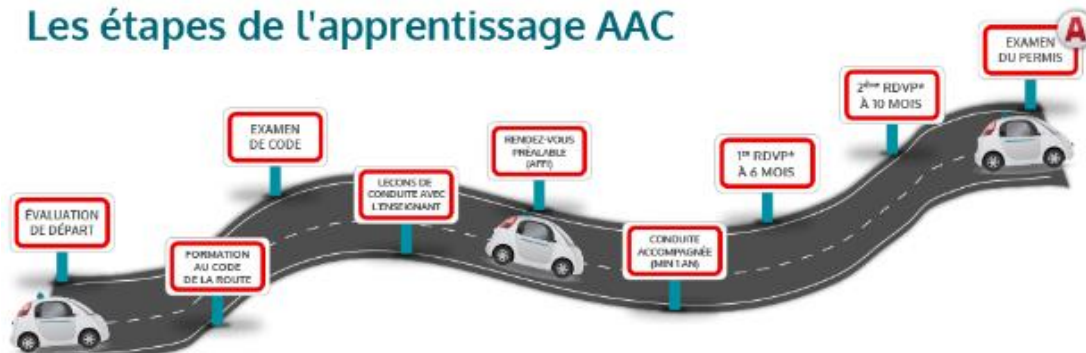 Les étapes de l'apprentissage AAC
ÉVALUATION
DE DÉPART
FORMATION
AU CODE
DE LA ROUTE
EXAMEN
DE CODE
LEÇONS DE
CONDUITE AVEC
L'ENSEIGNANT
RENDEZ-VOUS
PRÉALABLE
(AFFI)
CONDUITE
ACCOMPAGNÉE
(MIN 1 AN)
1er RDVP*
À 6 MOIS
2ème RDVP*
À 10 MOIS
EXAMEN
DU PERMIS
A